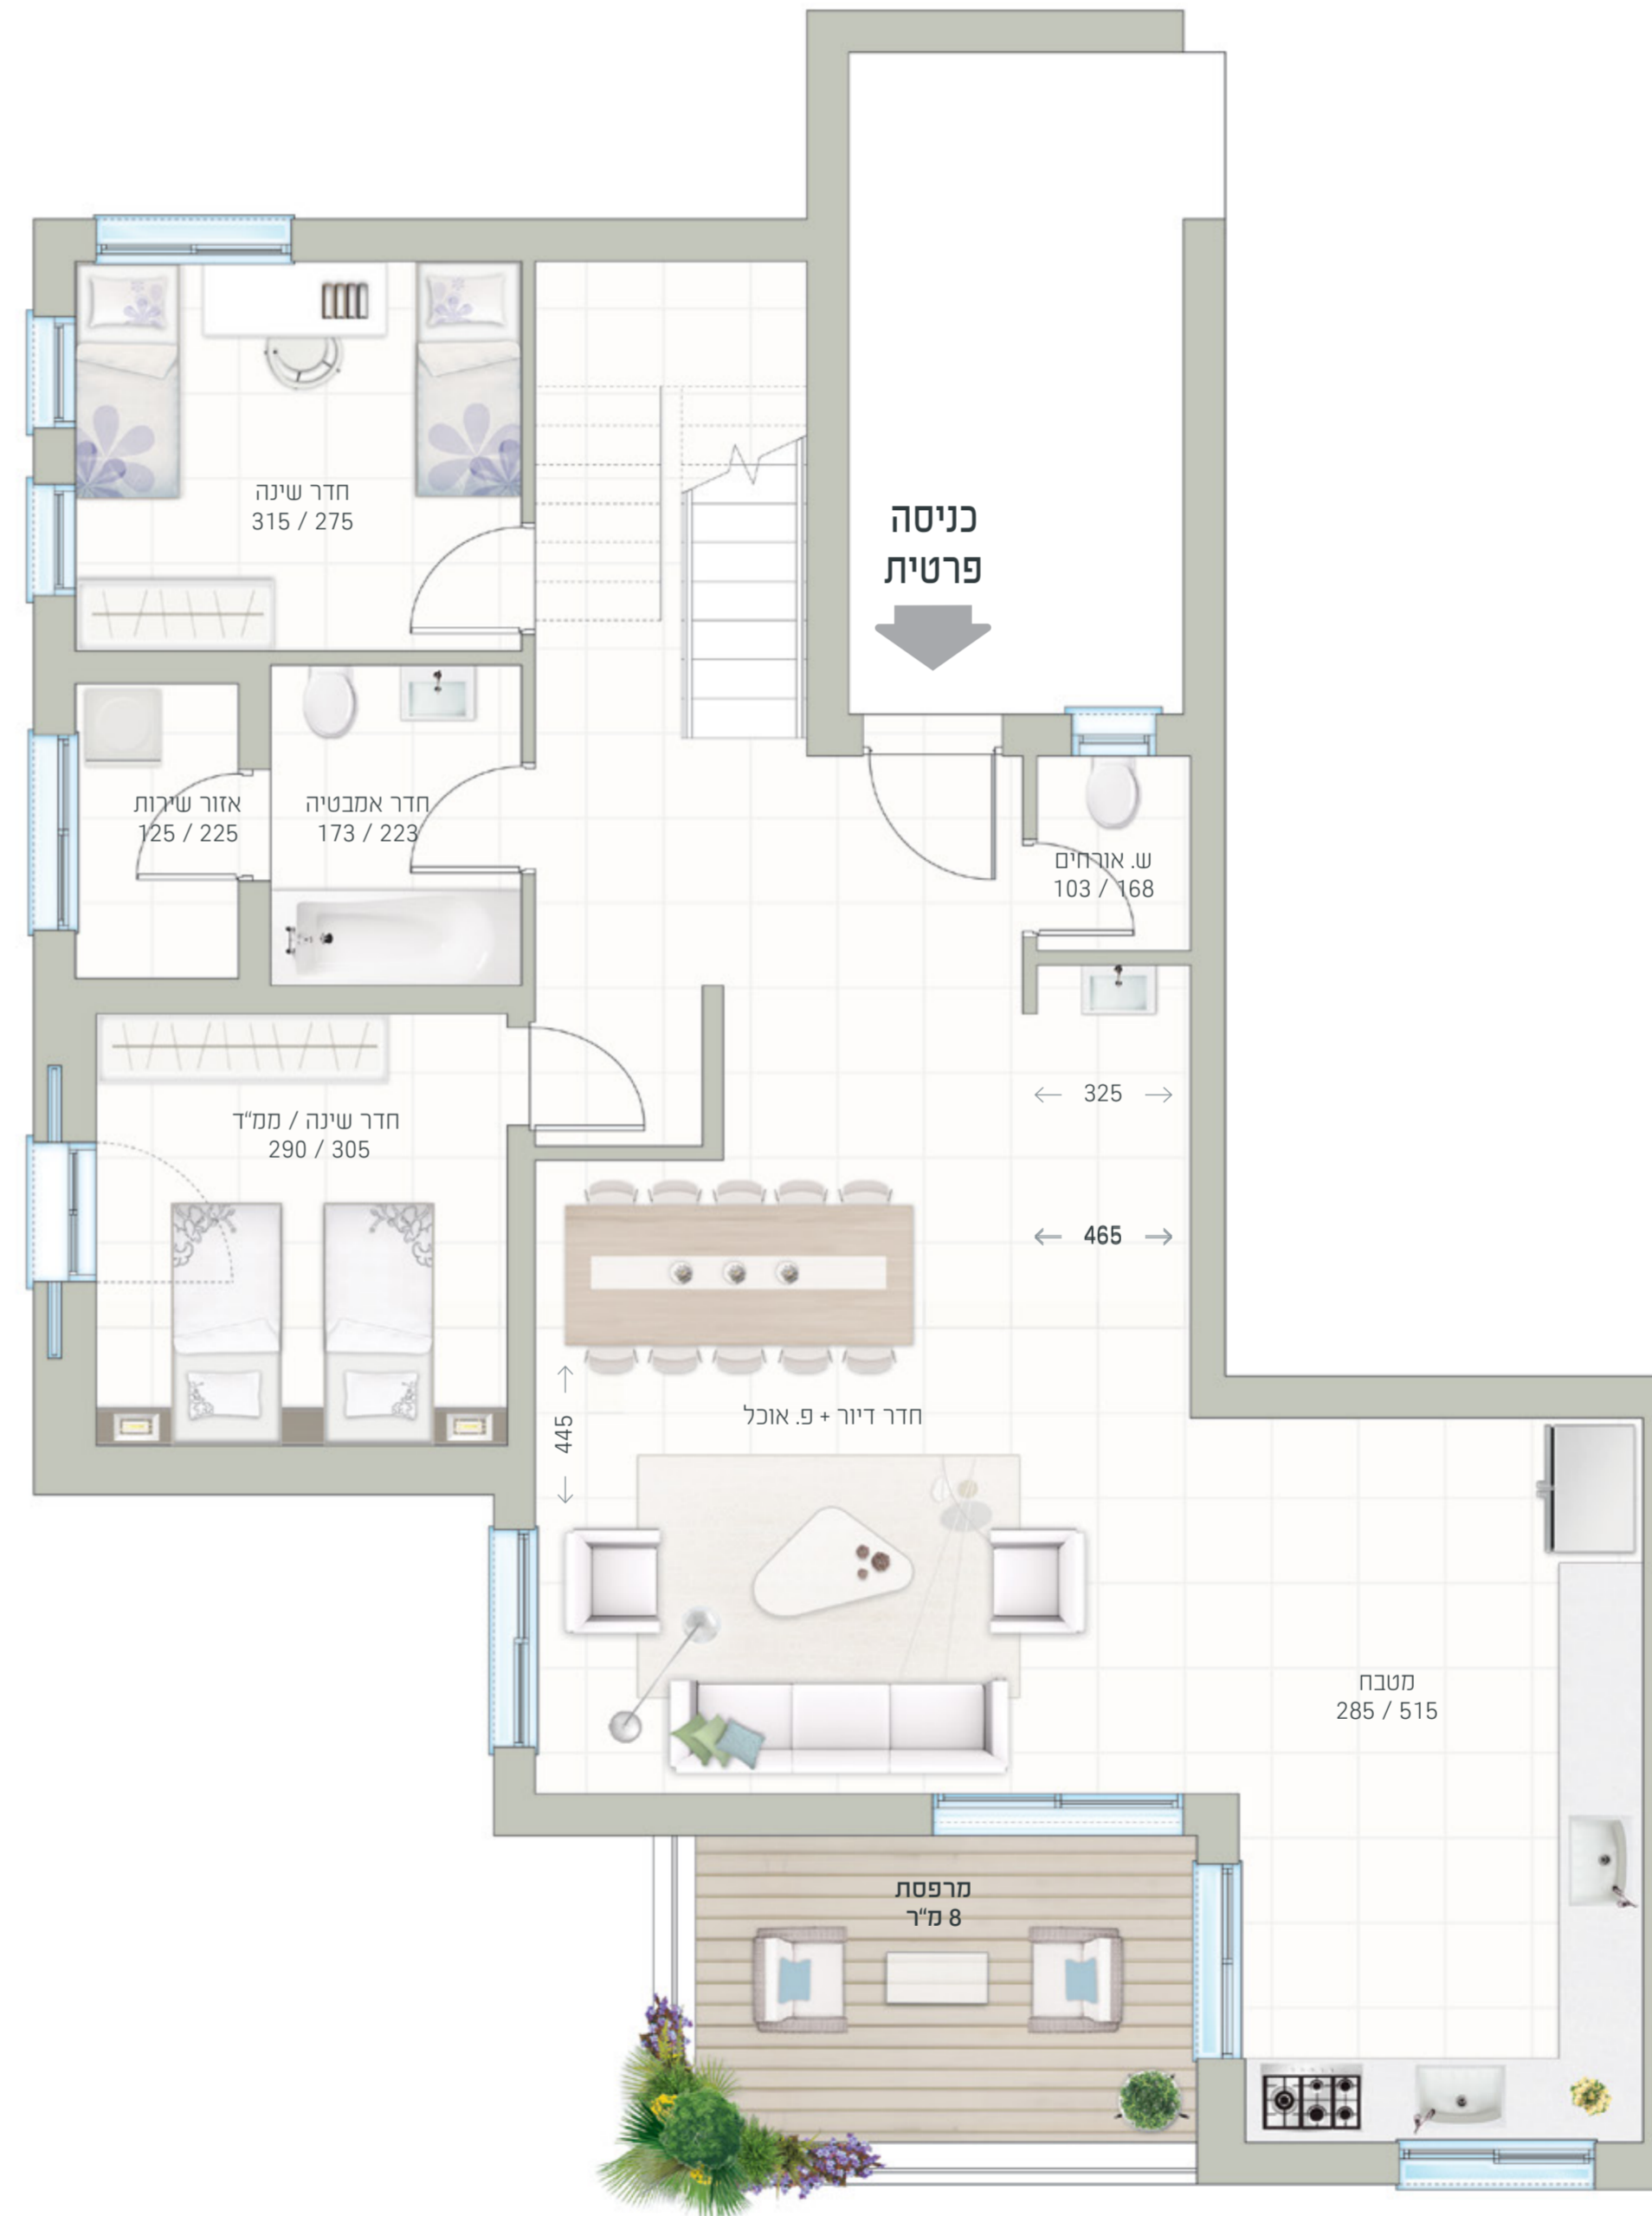 כניסה
פרטית
חדר שינה
315 / 275
אזור שירות
125 / 225
חדר אמבטיה
173 / 223
ש. אורחים
103 / 168
325
חדר שינה / ממ"ד
290 / 305
465
445
חדר דיור + פ. אוכל
מטבח
285 / 515
מרפסת
8 מ"ר